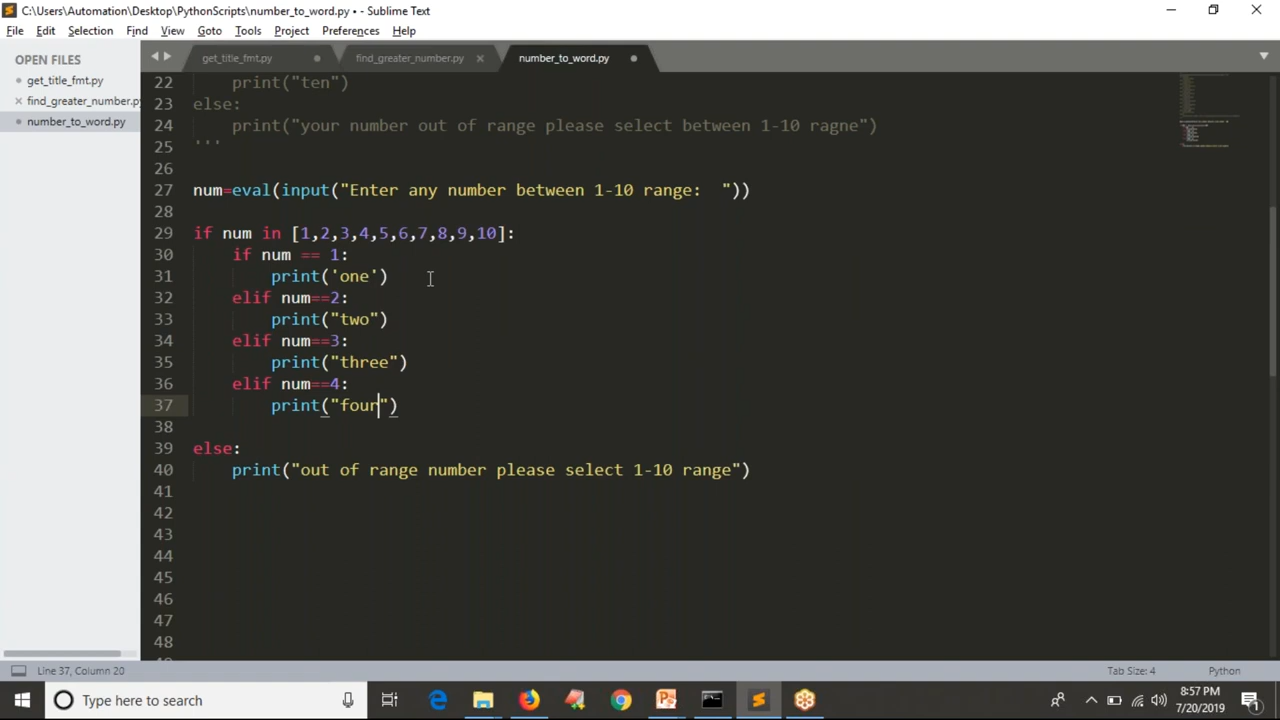 C:\Users\Automation\Desktop\PythonScripts\number_to_word.py • - Sublime Text
File Edit Selection Find View Goto Tools Project Preferences Help
OPEN FILES
get_title_fmt.py
find_greater_number.py
number_to_word.py
get_title_fmt.py find_greater_number.py number_to_word.py
22 print("ten")
23 else:
24 print("your number out of range please select between 1-10 ragne")
25 '''
26
27 num=eval(input("Enter any number between 1-10 range:  "))
28
29 if num in [1,2,3,4,5,6,7,8,9,10]:
30 if num == 1:
31 print('one')
32 elif num==2:
33 print("two")
34 elif num==3:
35 print("three")
36 elif num==4:
37 print("four")
38
39 else:
40 print("out of range number please select 1-10 range")
41
42
43
44
45
46
47
48
Line 37, Column 20 Tab Size: 4 Python
Type here to search
8:57 PM
7/20/2019
1